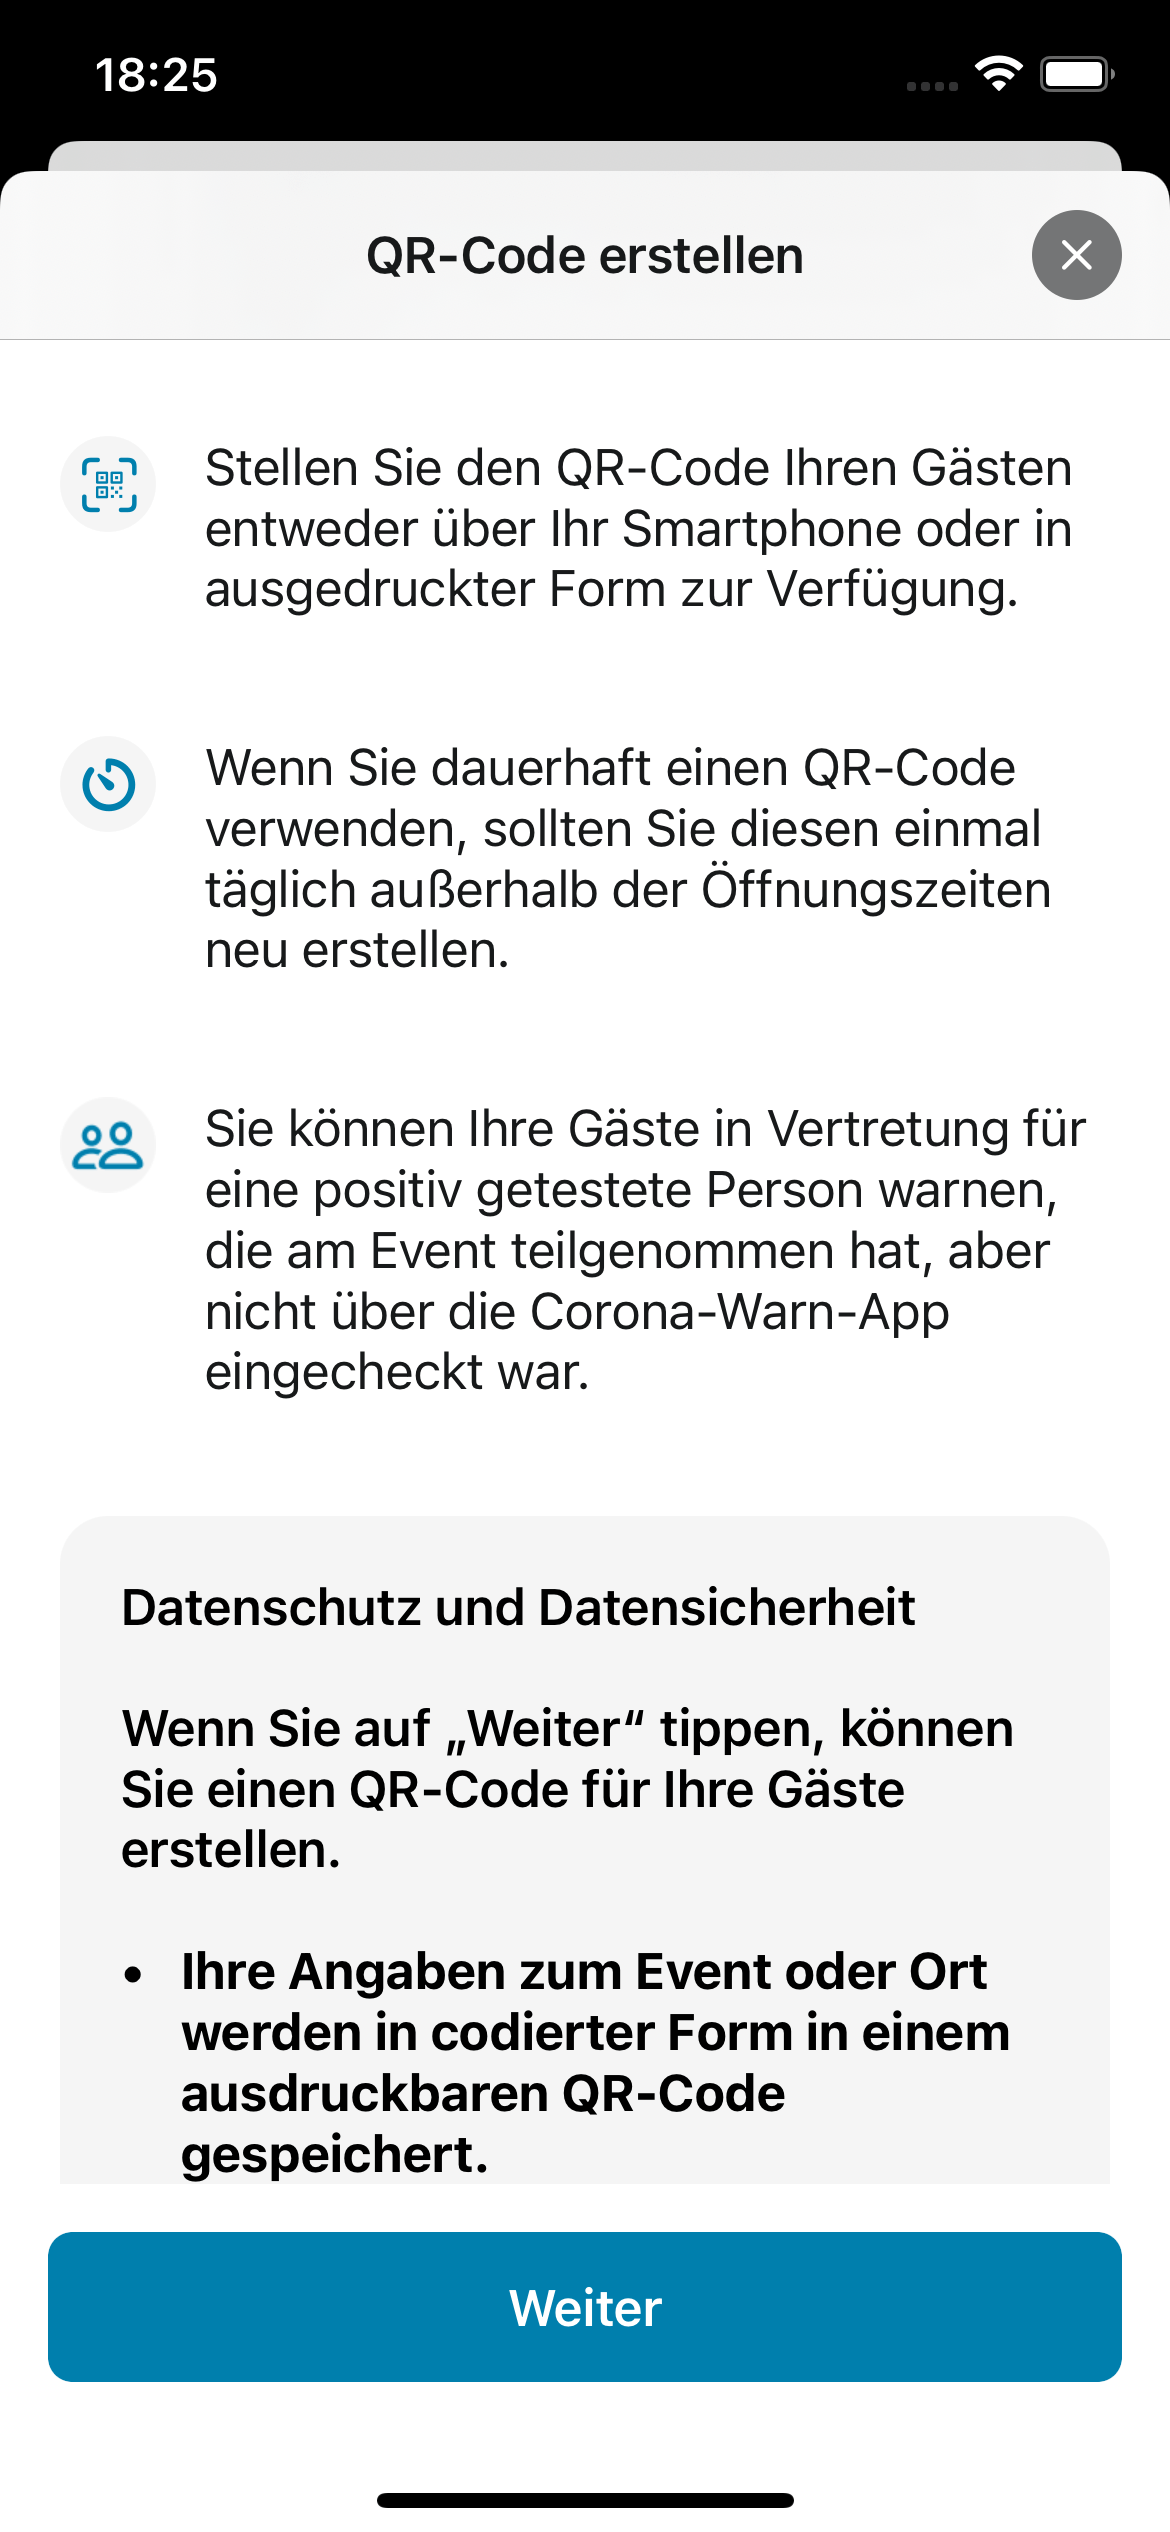 18:25
QR-Code erstellen
Stellen Sie den QR-Code Ihren Gästen
entweder über Ihr Smartphone oder in
ausgedruckter Form zur Verfügung.
Wenn Sie dauerhaft einen QR-Code
verwenden, sollten Sie diesen einmal
täglich außerhalb der Öffnungszeiten
neu erstellen.
Sie können Ihre Gäste in Vertretung für
eine positiv getestete Person warnen,
die am Event teilgenommen hat, aber
nicht über die Corona-Warn-App
eingecheckt war.
Datenschutz und Datensicherheit
Wenn Sie auf „Weiter“ tippen, können
Sie einen QR-Code für Ihre Gäste
erstellen.
• Ihre Angaben zum Event oder Ort
werden in codierter Form in einem
ausdruckbaren QR-Code
gespeichert.
Weiter